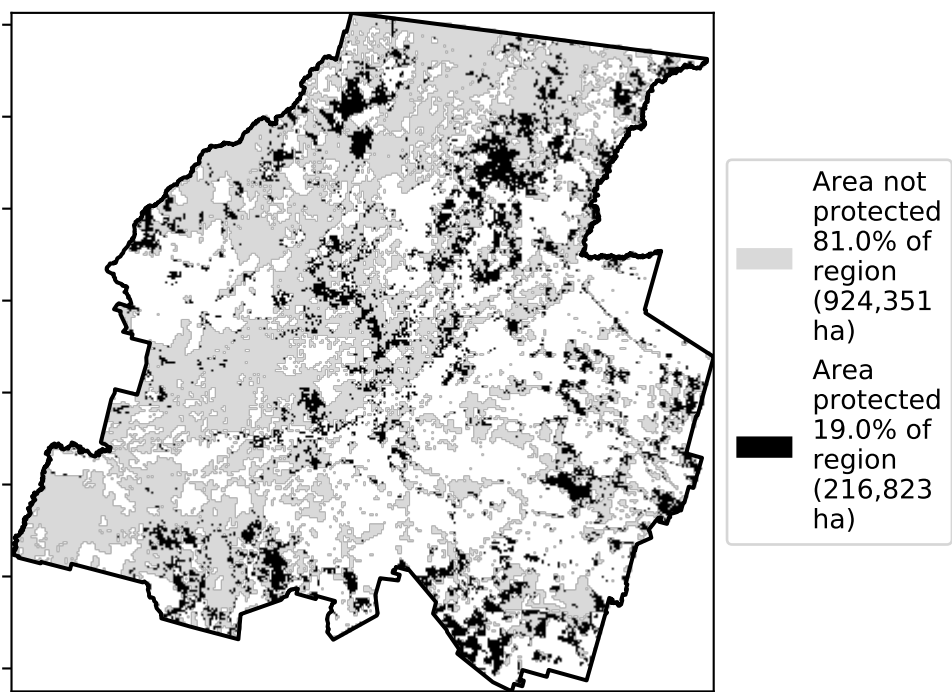 Area not
protected
81.0% of
region
(924,351
ha)
Area
protected
19.0% of
region
(216,823
ha)